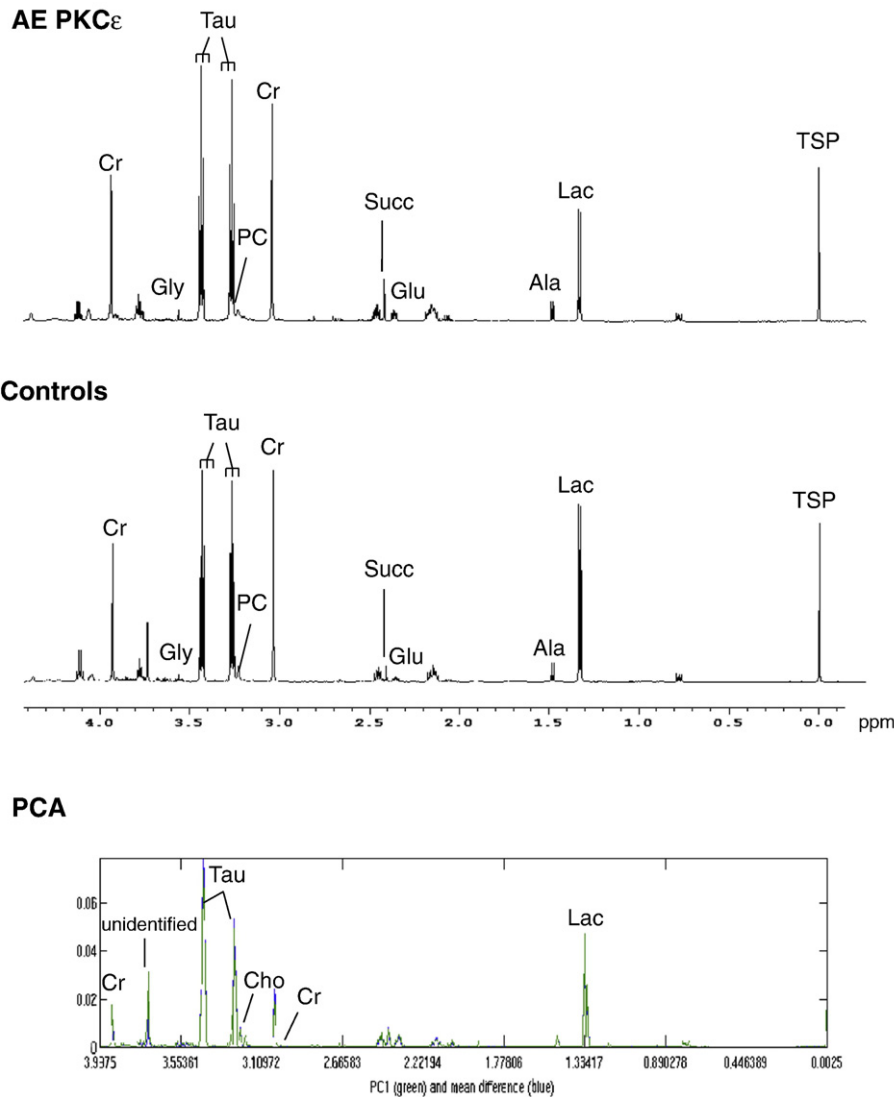 AE PKCε
Tau
Cr
Cr
TSP
Lac
Succ
PC
Gly
Glu
Ala
Controls
Tau
Cr
Cr
Lac
TSP
Succ
PC
Gly
Glu
Ala
4.0 3.5 3.0 2.5 2.0 1.5 1.0 0.5 0.0 ppm
PCA
Tau
0.06
unidentified
Lac
0.04
Cr
Cho
Cr
0.02
0
3.9375 3.55361 3.10972 2.66583 2.22194 1.77806 1.33417 0.890278 0.446389 0.0025
PC1 (green) and mean difference (blue)